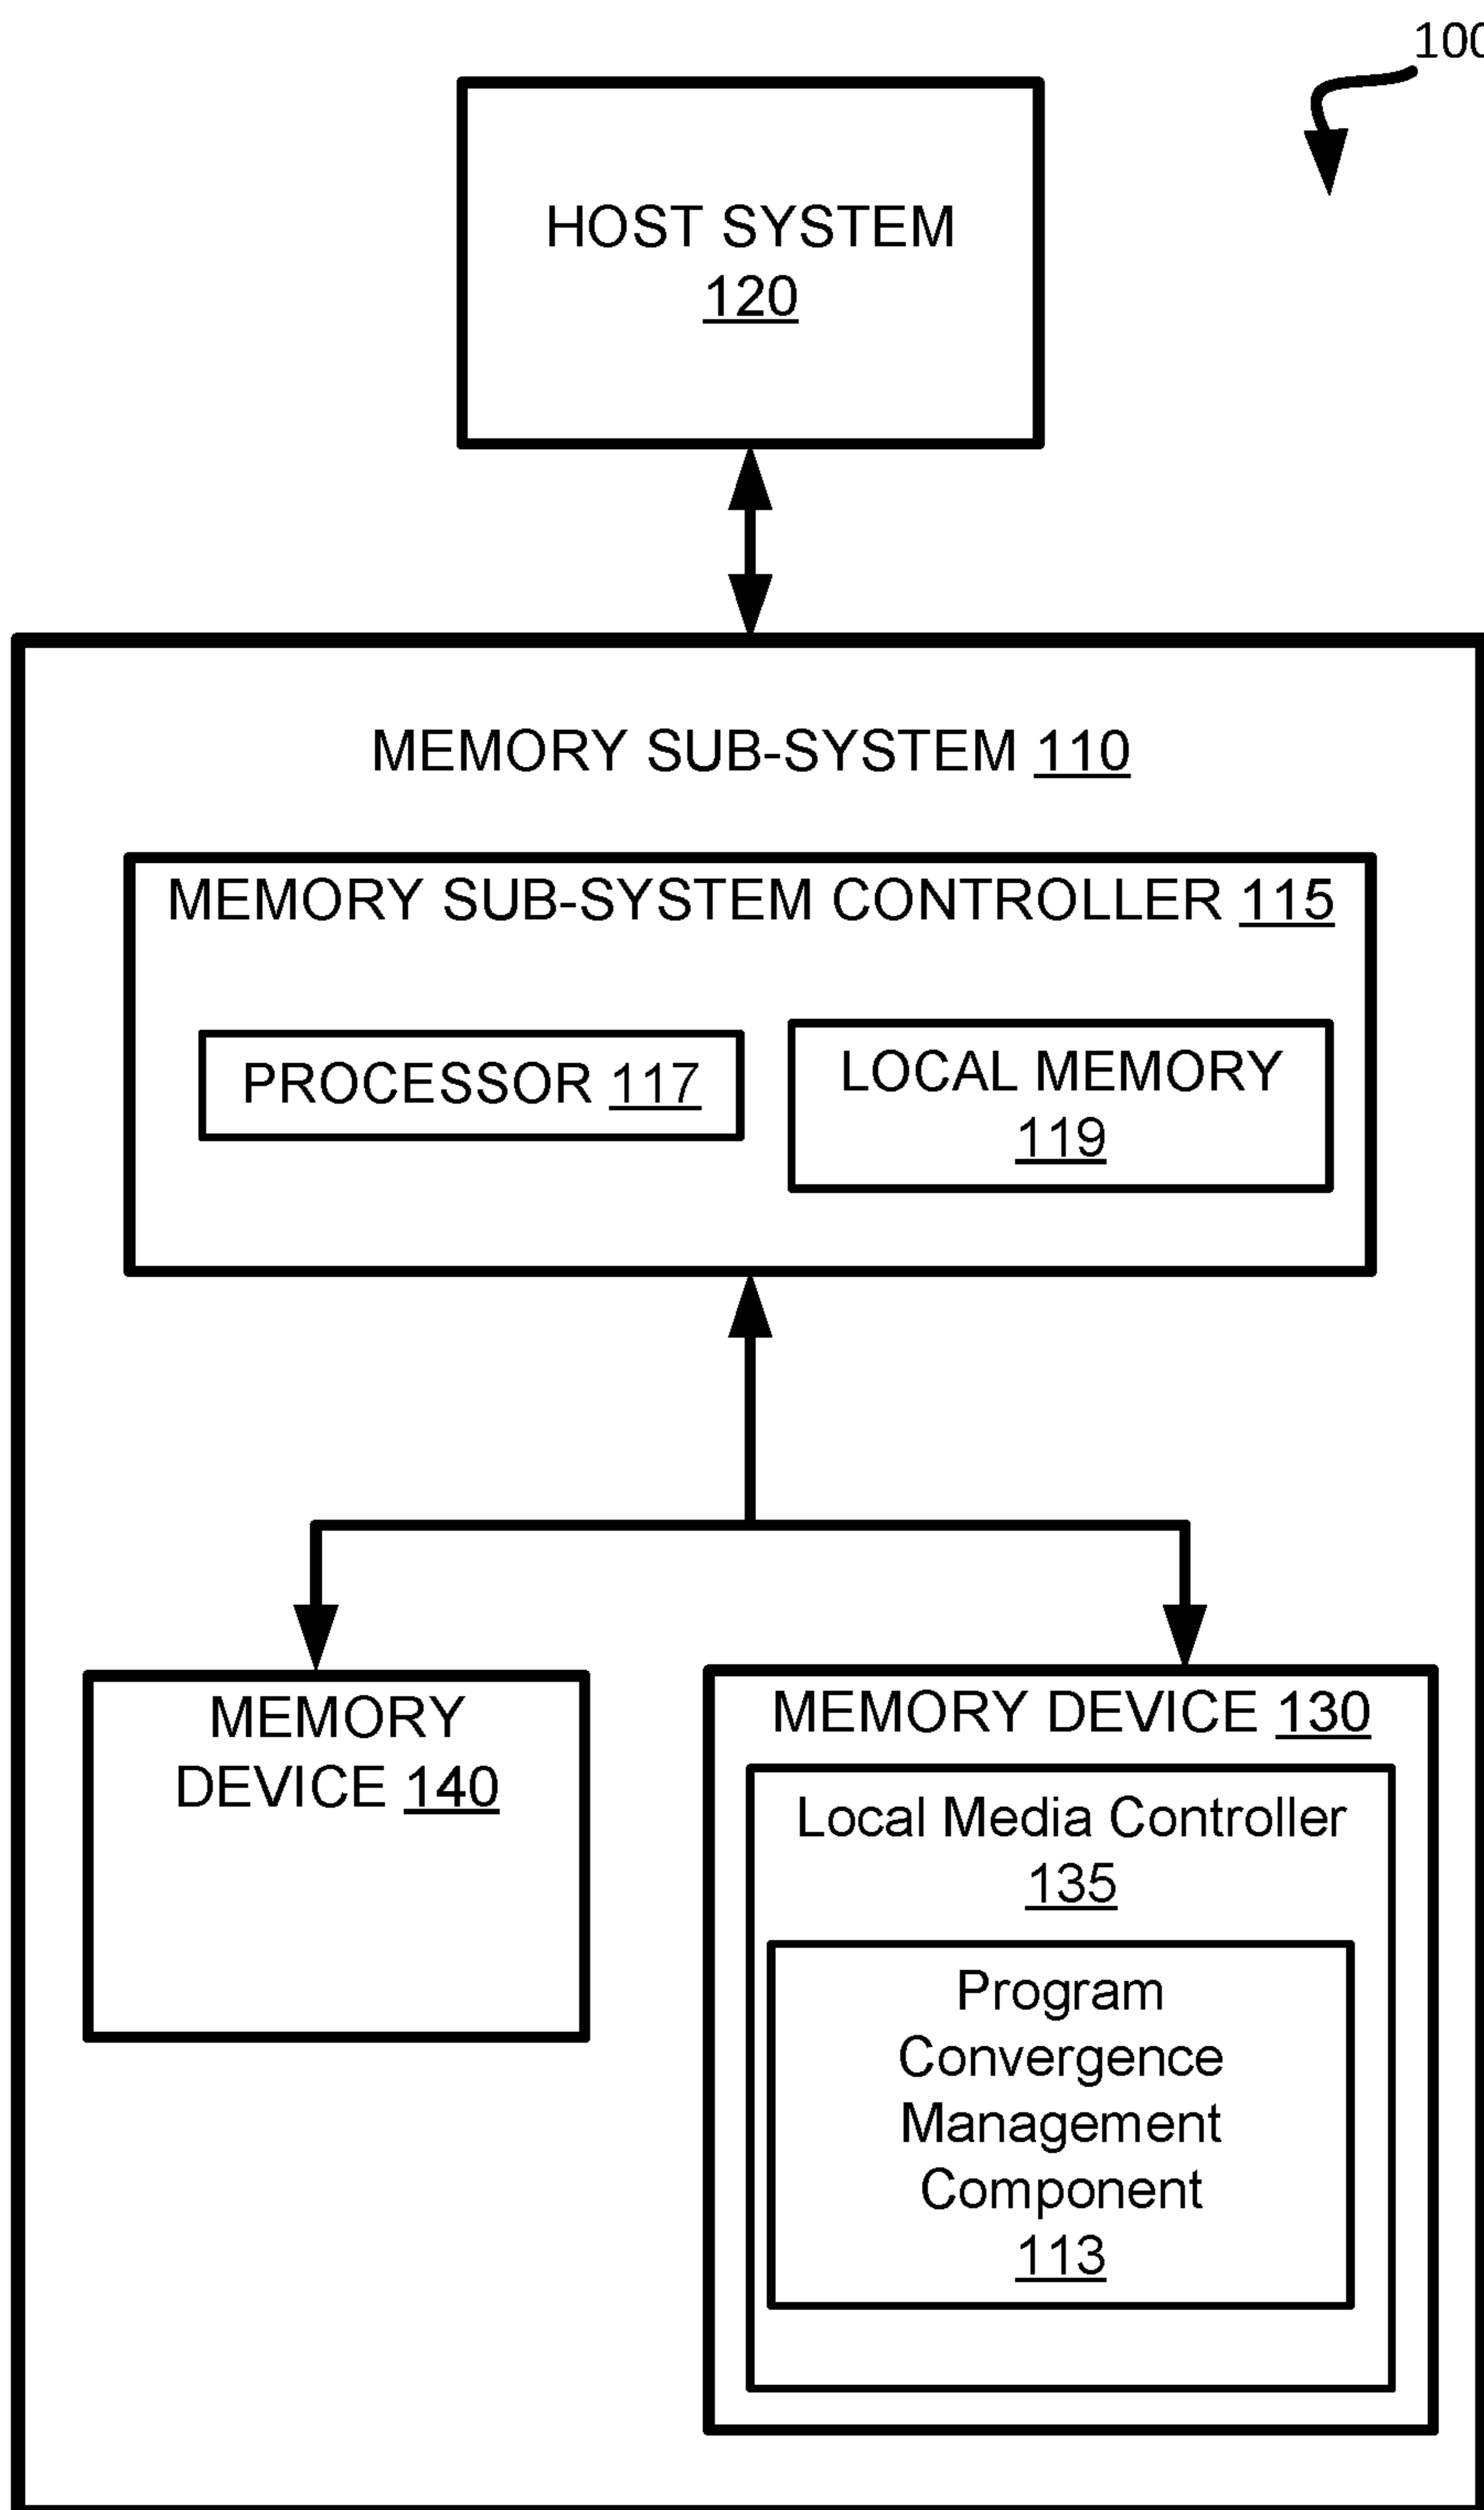 100
HOST SYSTEM
120
MEMORY SUB-SYSTEM 110
MEMORY SUB-SYSTEM CONTROLLER 115
PROCESSOR 117
LOCAL MEMORY
119
MEMORY
DEVICE 140
MEMORY DEVICE 130
Local Media Controller
135
Program
Convergence
Management
Component
113